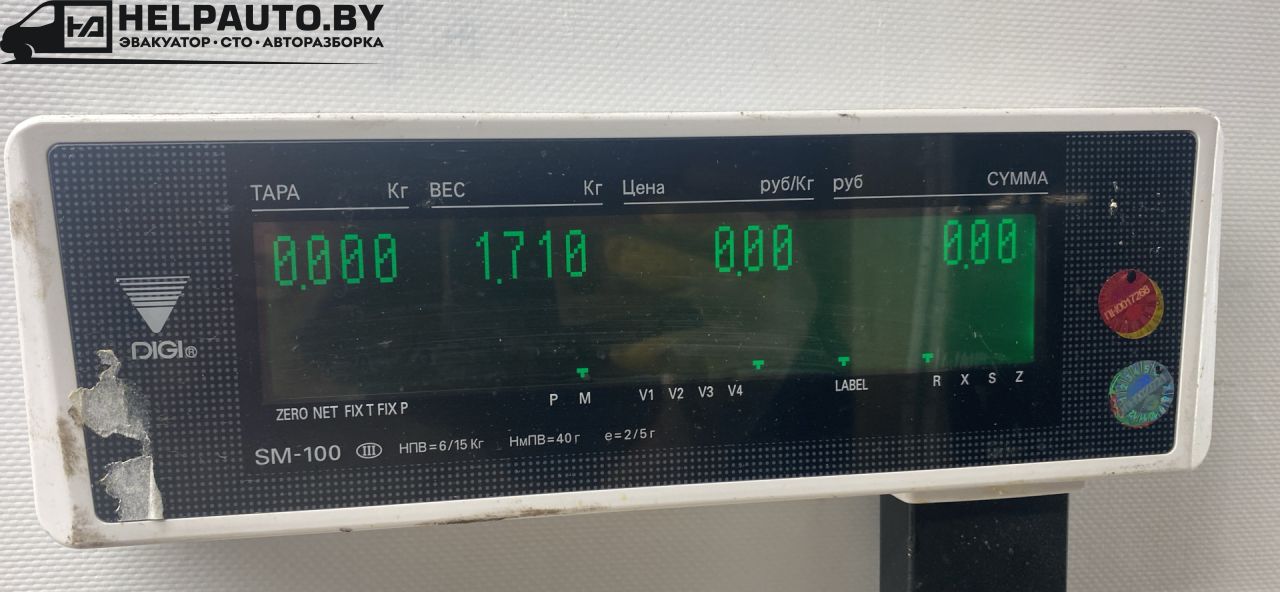 HELPAUTO.BY
ЭВАКУАТОР · СТО · АВТОРАЗБОРКА
ТАРА Кг ВЕС Кг Цена руб/Кг руб СУММА
0.000 1.710 0.00 0.00
DIGI®
ПН0017268
P M V1 V2 V3 V4 LABEL R X S Z
ZERO NET FIX T FIX P
SM-100 III НПВ=6/15 Кг НмПВ=40 г e=2/5 г